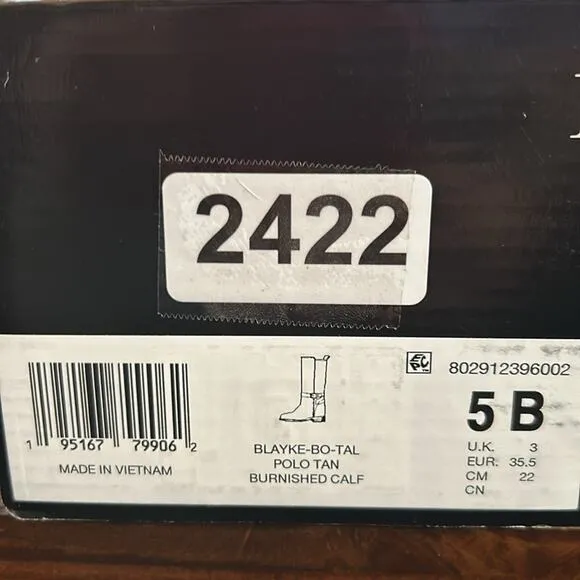 2422
802912396002
5 B
U.K. 3
EUR. 35.5
CM 22
CN
1 95167 79906 2
MADE IN VIETNAM
BLAYKE-BO-TAL
POLO TAN
BURNISHED CALF